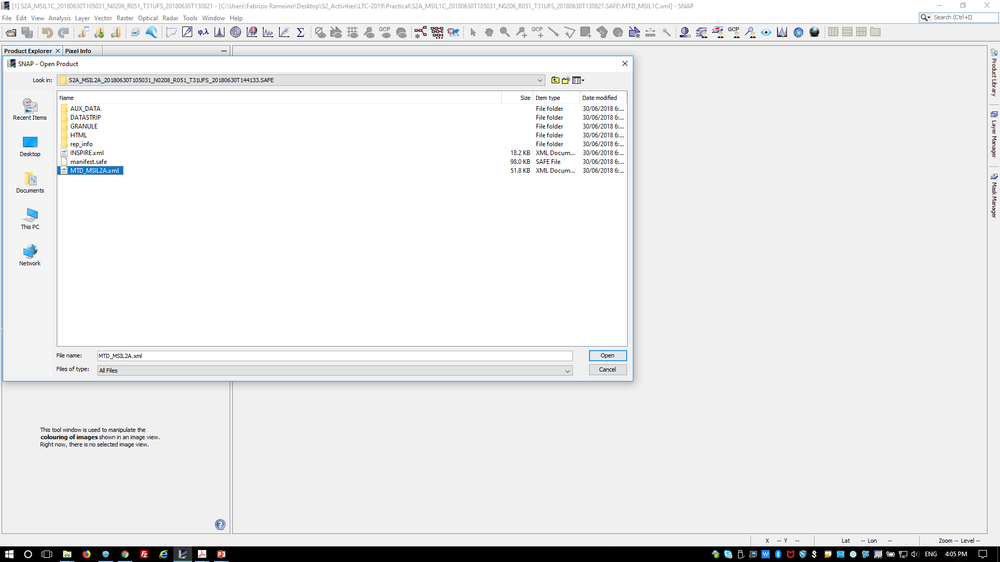 [1] S2A_MSIL1C_20180630T105031_N0206_R051_T31UFS_20180630T130821 - [C:\Users\Fabrizio Ramoino\Desktop\S2_Activities\LTC-2019\Practical\S2A_MSIL1C_20180630T105031_N0206_R051_T31UFS_20180630T130821.SAFE\MTD_MSIL1C.xml] - SNAP
File Edit View Analysis Layer Vector Raster Optical Radar Tools Window Help
Search (Ctrl+I)
φ,λ Σ GCP GCP GCP
Product Explorer Pixel Info
SNAP - Open Product
Look in: S2A_MSIL2A_20180630T105031_N0208_R051_T31UFS_20180630T144133.SAFE
Name Size Item type Date modified
AUX_DATA File folder 30/06/2018 6:...
DATASTRIP File folder 30/06/2018 6:...
GRANULE File folder 30/06/2018 6:...
HTML File folder 30/06/2018 6:...
rep_info File folder 30/06/2018 6:...
INSPIRE.xml 18.2 KB XML Docum... 30/06/2018 6:...
manifest.safe 98.0 KB SAFE File 30/06/2018 6:...
MTD_MSIL2A.xml 51.8 KB XML Docum... 30/06/2018 6:...
Recent Items
Desktop
Documents
This PC
Network
File name: MTD_MSIL2A.xml Open
Files of type: All Files Cancel
Product Library
Layer Manager
Mask Manager
This tool window is used to manipulate the
colouring of images shown in an image view.
Right now, there is no selected image view.
X -- Y -- Lat -- Lon -- Zoom -- Level --
ENG 4:05 PM